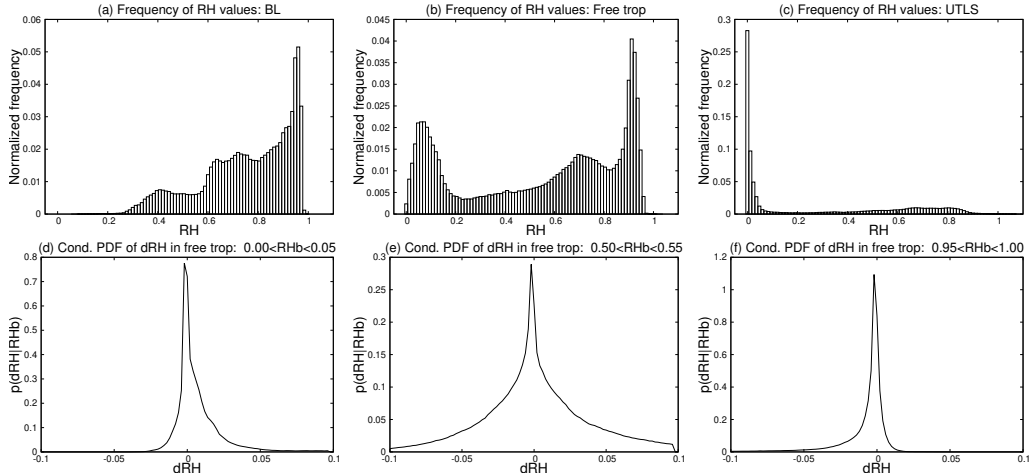 (a) Frequency of RH values: BL
Normalized frequency
0.06
0.05
0.04
0.03
0.02
0.01
0
0 0.2 0.4 0.6 0.8 1
RH
(b) Frequency of RH values: Free trop
Normalized frequency
0.045
0.04
0.035
0.03
0.025
0.02
0.015
0.01
0.005
0
0 0.2 0.4 0.6 0.8 1
RH
(c) Frequency of RH values: UTLS
Normalized frequency
0.3
0.25
0.2
0.15
0.1
0.05
0
0 0.2 0.4 0.6 0.8 1
RH
(d) Cond. PDF of dRH in free trop: 0.00<RHb<0.05
p(dRH|RHb)
0.8
0.7
0.6
0.5
0.4
0.3
0.2
0.1
0
-0.1 -0.05 0 0.05 0.1
dRH
(e) Cond. PDF of dRH in free trop: 0.50<RHb<0.55
p(dRH|RHb)
0.3
0.25
0.2
0.15
0.1
0.05
0
-0.1 -0.05 0 0.05 0.1
dRH
(f) Cond. PDF of dRH in free trop: 0.95<RHb<1.00
p(dRH|RHb)
1.2
1
0.8
0.6
0.4
0.2
0
-0.1 -0.05 0 0.05 0.1
dRH